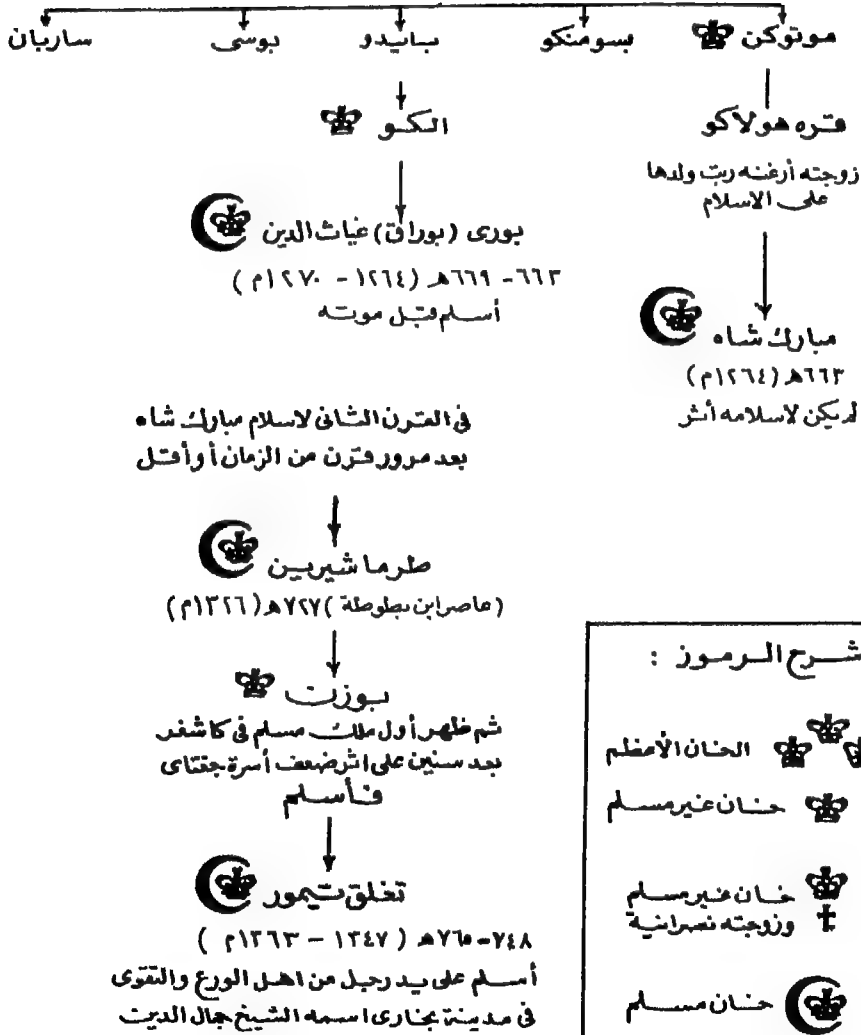 موتوكن
بسومنكو
بايدو
بوسى
ساربان
قره هولاكو
زوجته أرغنه ربت ولدها
على الاسلام
مبارك شاه
٦٦٣هـ (١٢٦٤م)
لم يكن لاسلامه أثر
الكو
بورى (بوراق) غياث الدين
٦٦٣ - ٦٦٩هـ (١٢٦٤ - ١٢٧٠م)
أسلم قبل موته
فى القرن الثانى لاسلام مبارك شاه
بعد مرور قرن من الزمان أو أقل
طرما شيرين
(عاصر ابن بطوطة) ٧٢٧هـ (١٣٢٦م)
بوزت
ثم ظهر أول ملك مسلم فى كاشغر
بعد سنين على اثر ضعف أسرة جغتاى
فأسلم
تغلق تيمور
٧٤٨-٧٦٥هـ (١٣٤٧ - ١٣٦٣م)
أسلم على يد رجل من اهل الورع والتقوى
فى مدينة بخارى اسمه الشيخ جمال الدين
شرح الرموز :
الخان الأعظم
خان غير مسلم
خان غير مسلم
وزوجته نصرانية
خان مسلم